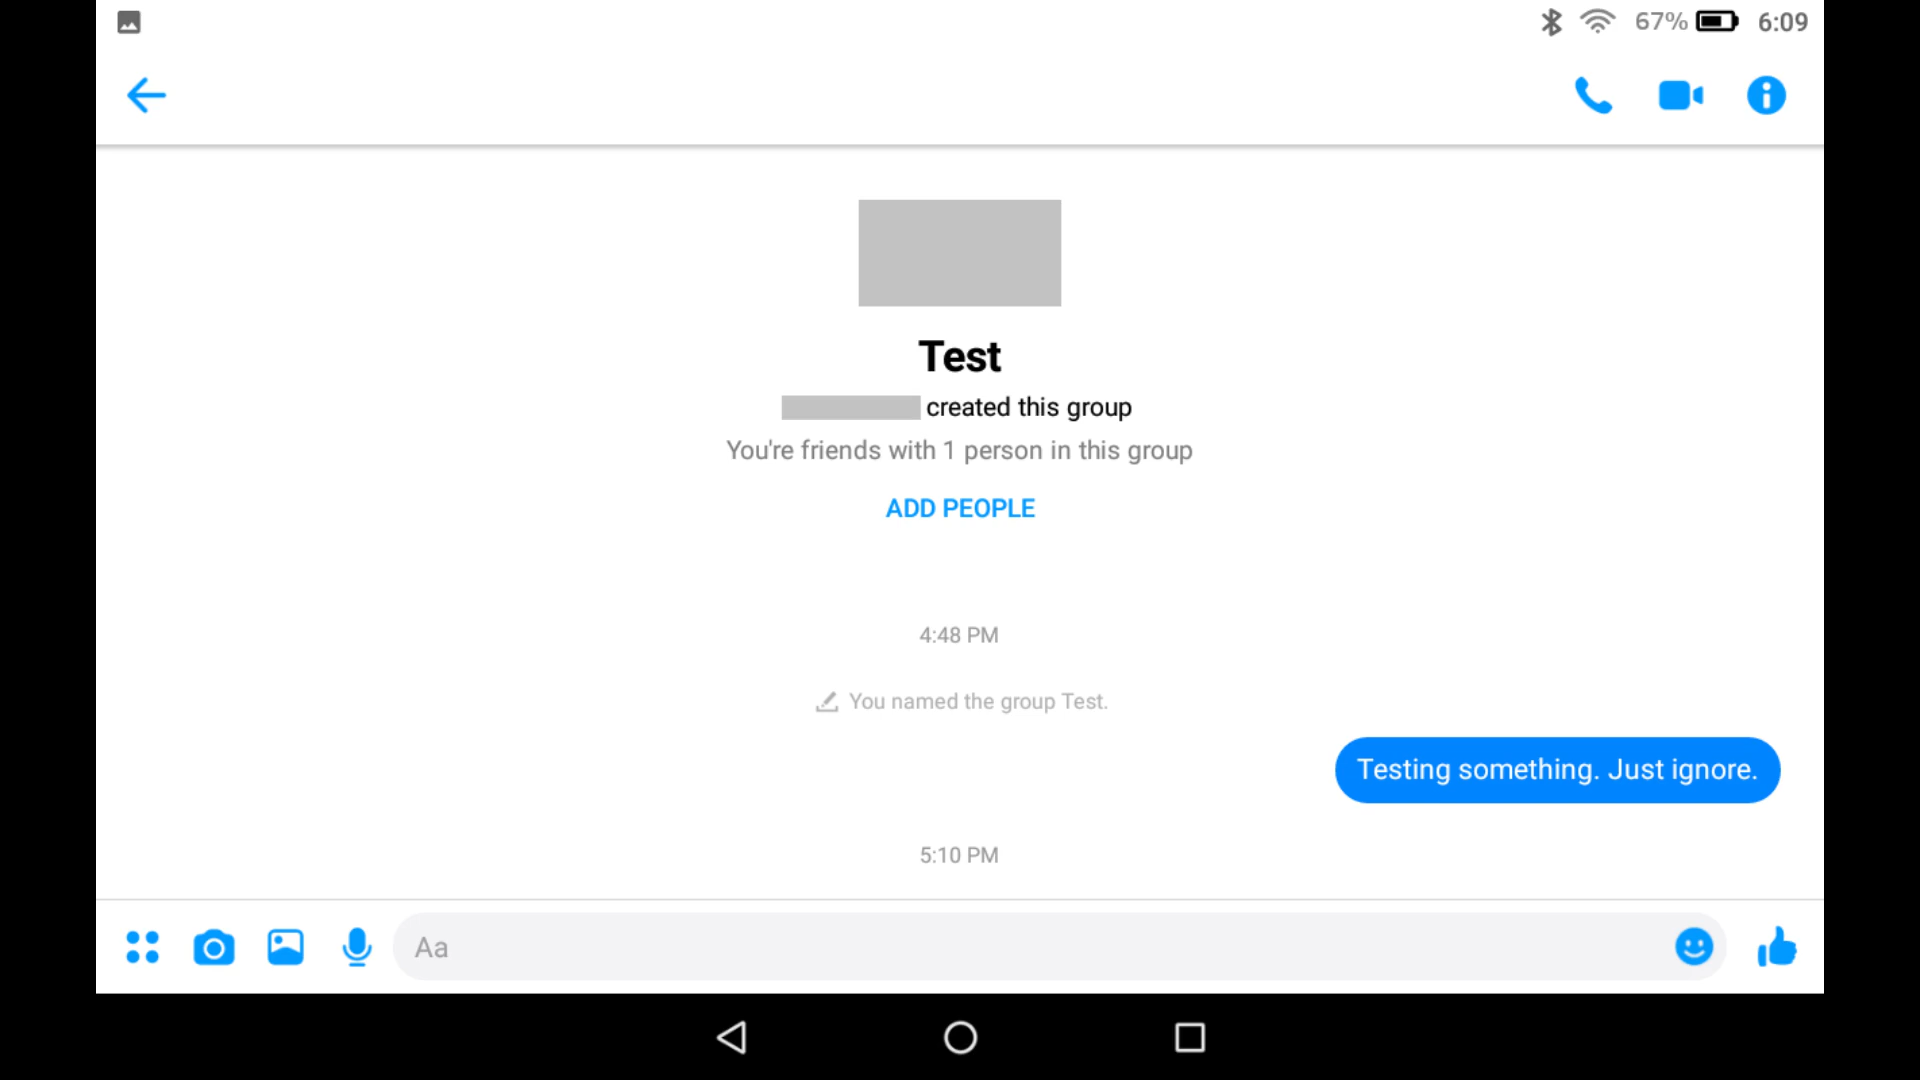 67% 6:09
Test
created this group
You're friends with 1 person in this group
ADD PEOPLE
4:48 PM
You named the group Test.
Testing something. Just ignore.
5:10 PM
Aa